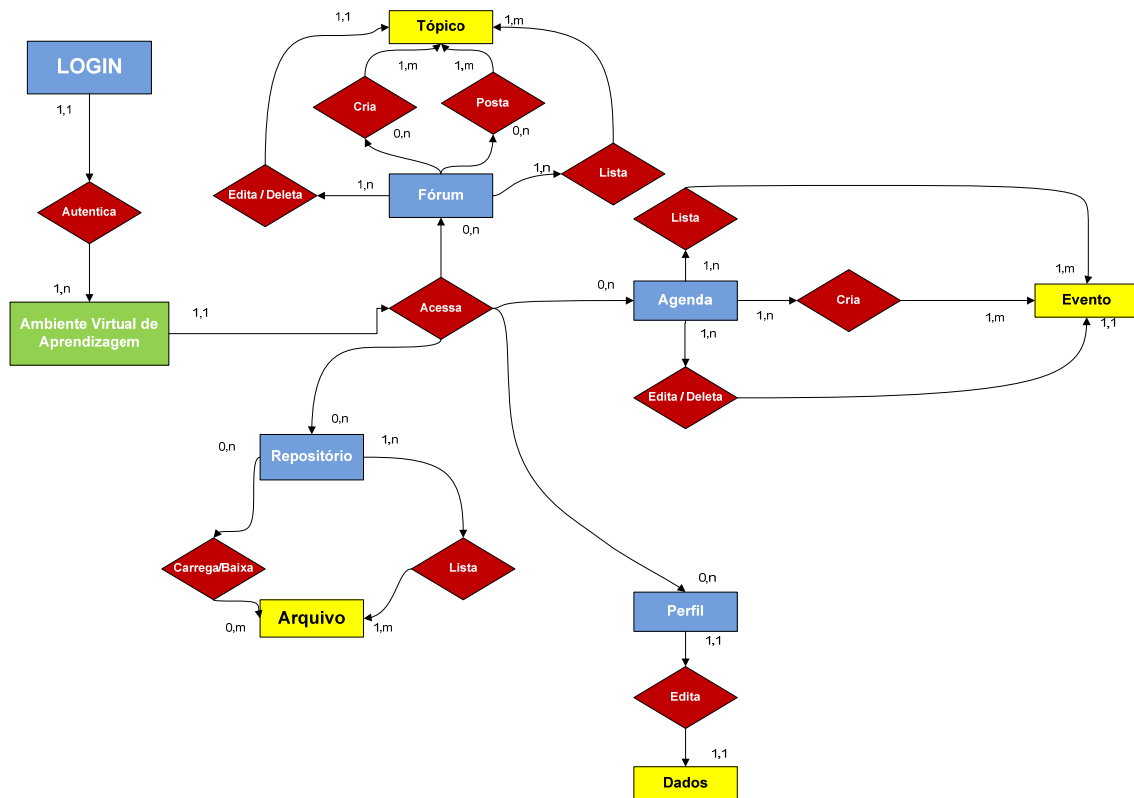 1,1
Tópico
1,m
LOGIN
1,m
1,m
1,1
Cria
Posta
0,n
0,n
Edita / Deleta
1,n
Fórum
1,n
Lista
Autentica
0,n
Lista
1,n
1,n
1,m
Ambiente Virtual de
Aprendizagem
1,1
Acessa
0,n
Agenda
1,n
Cria
1,m
Evento
1,1
1,n
Edita / Deleta
0,n
0,n
1,n
Repositório
Carrega/Baixa
Lista
Arquivo
0,m
1,m
0,n
Perfil
1,1
Edita
1,1
Dados